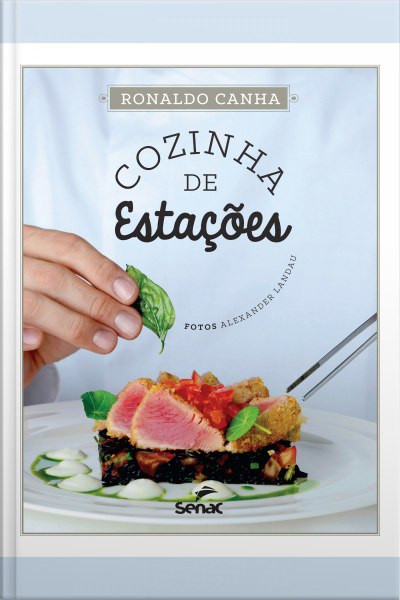 RONALDO CANHA
COZINHA
DE
Estações
FOTOS ALEXANDER LANDAU
Senac